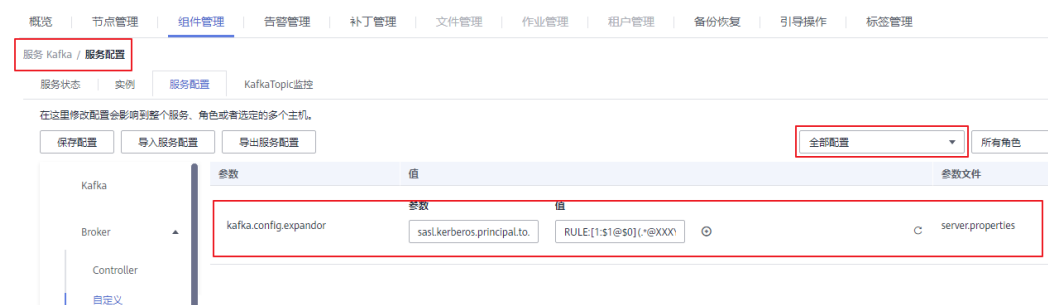 概览 节点管理 组件管理 告警管理 补丁管理 文件管理 作业管理 租户管理 备份恢复 引导操作 标签管理
服务 Kafka / 服务配置
服务状态 实例 服务配置 KafkaTopic监控
在这里修改配置会影响到整个服务、角色或者选定的多个主机。
保存配置 导入服务配置 导出服务配置 全部配置 所有角色
参数 值 参数文件
Kafka
参数 值
kafka.config.expandor sasl.kerberos.principal.to. RULE:[1:$1@$0](.*@XXXY server.properties
Broker
Controller
自定义